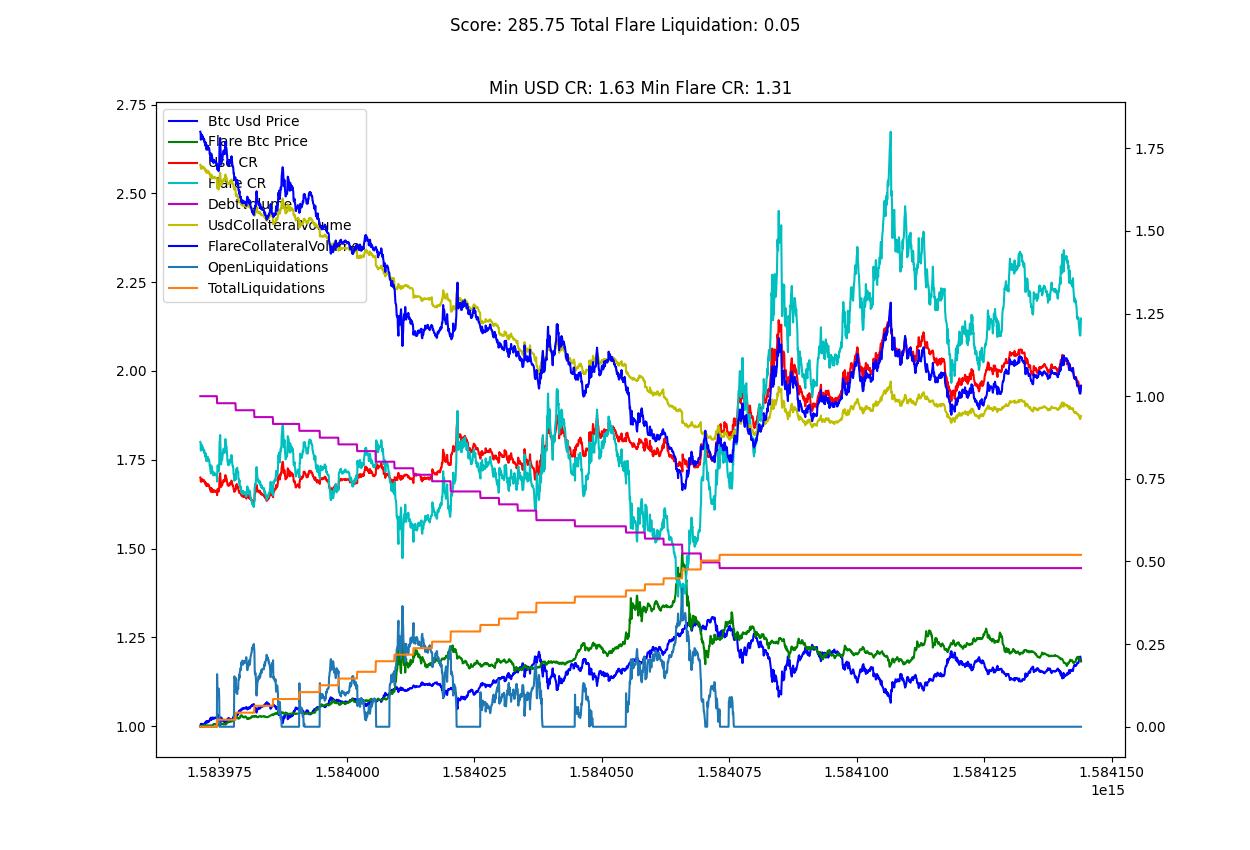 Score: 285.75 Total Flare Liquidation: 0.05
Min USD CR: 1.63 Min Flare CR: 1.31
2.75
2.50
2.25
2.00
1.75
1.50
1.25
1.00
Btc Usd Price
Flare Btc Price
Usd CR
Flare CR
DebtVolume
UsdCollateralVolume
FlareCollateralVolume
OpenLiquidations
TotalLiquidations
1.75
1.50
1.25
1.00
0.75
0.50
0.25
0.00
1.583975 1.584000 1.584025 1.584050 1.584075 1.584100 1.584125 1.584150
1e15